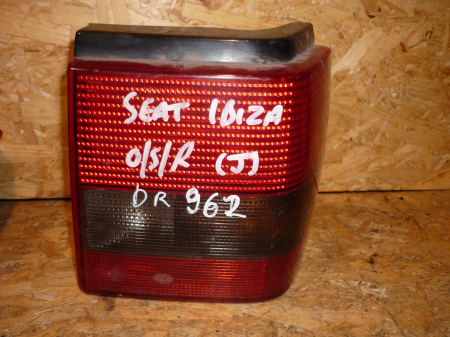 SEAT IBIZA
O/S/R (J)
DR 962